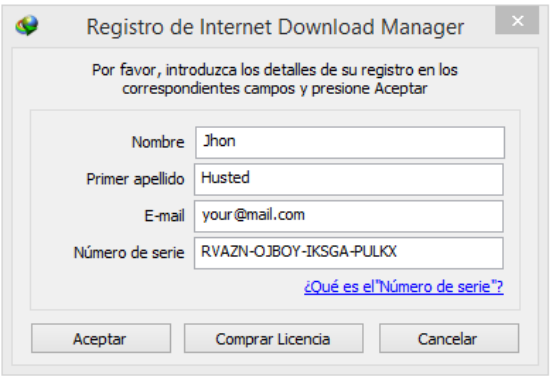 Registro de Internet Download Manager
Por favor, introduzca los detalles de su registro en los
correspondientes campos y presione Aceptar
Nombre Jhon
Primer apellido Husted
E-mail your@mail.com
Número de serie RVAZN-OJBOY-IKSGA-PULKX
¿Qué es el"Número de serie"?
Aceptar Comprar Licencia Cancelar